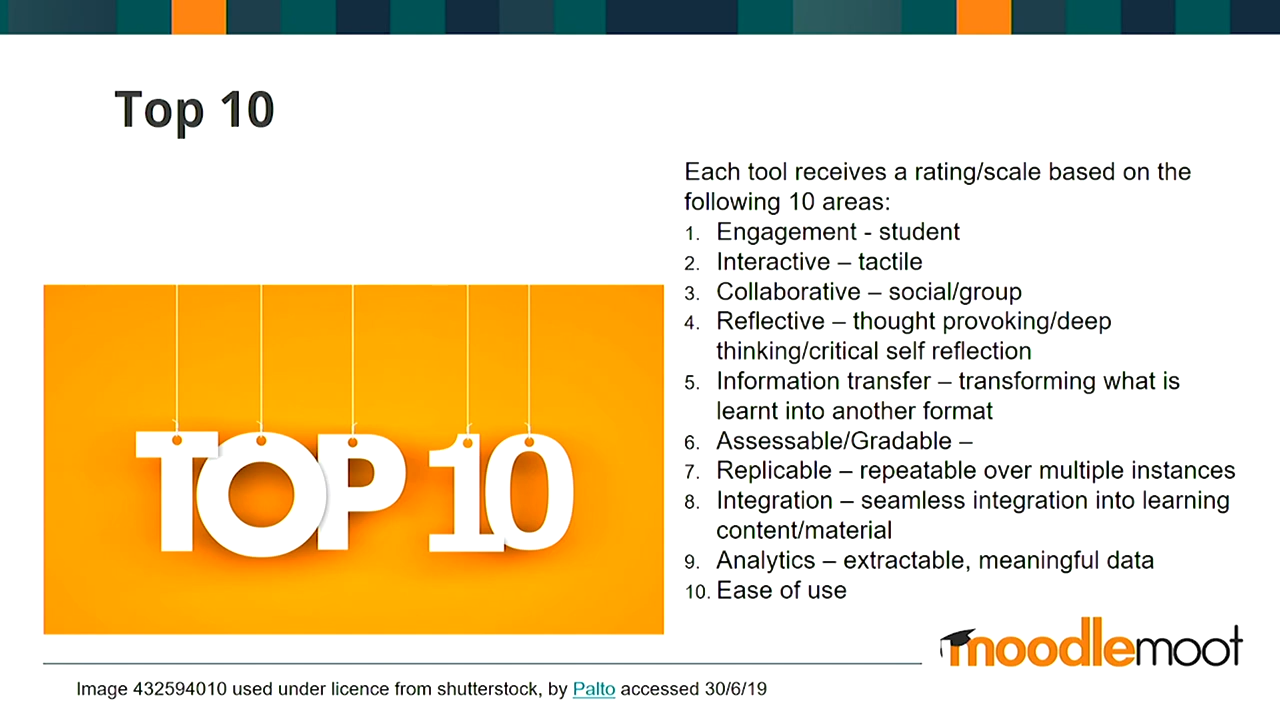 Top 10
Each tool receives a rating/scale based on the
following 10 areas:
1. Engagement - student
2. Interactive – tactile
3. Collaborative – social/group
4. Reflective – thought provoking/deep
thinking/critical self reflection
5. Information transfer – transforming what is
learnt into another format
6. Assessable/Gradable –
7. Replicable – repeatable over multiple instances
8. Integration – seamless integration into learning
content/material
9. Analytics – extractable, meaningful data
10. Ease of use
TOP 10
moodlemoot
Image 432594010 used under licence from shutterstock, by Palto accessed 30/6/19